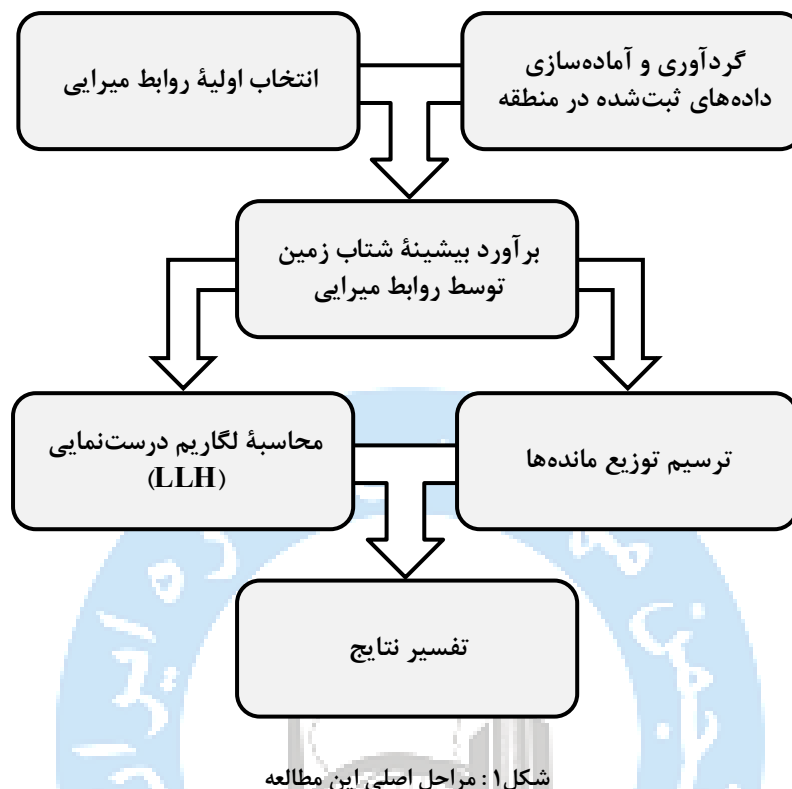 گردآوری و آماده‌سازی
داده‌های ثبت‌شده در منطقه
انتخاب اولیهٔ روابط میرایی
برآورد بیشینهٔ شتاب زمین
توسط روابط میرایی
ترسیم توزیع مانده‌ها
محاسبهٔ لگاریم درست‌نمایی
(LLH)
تفسیر نتایج
شکل۱ : مراحل اصلی این مطالعه